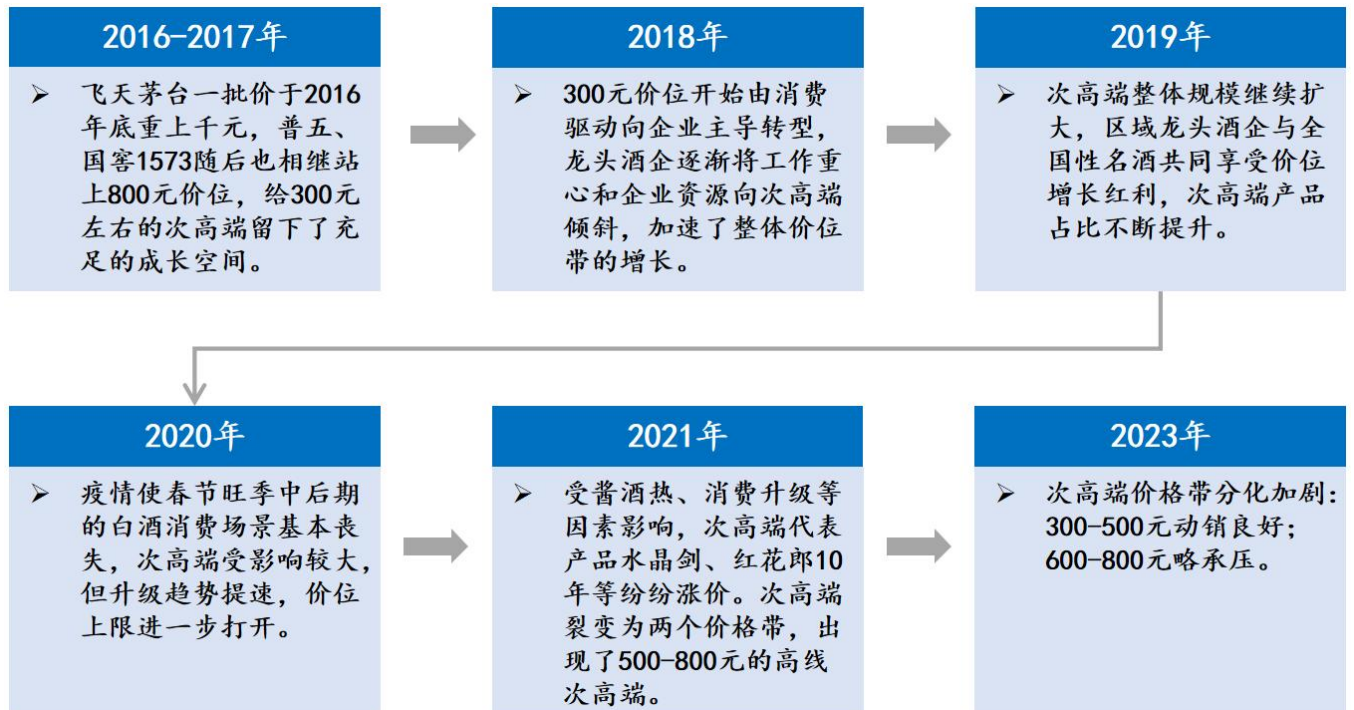 2016-2017年
➢ 飞天茅台一批价于2016
年底重上千元，普五、
国窖1573随后也相继站
上800元价位，给300元
左右的次高端留下了充
足的成长空间。
2018年
➢ 300元价位开始由消费
驱动向企业主导转型，
龙头酒企逐渐将工作重
心和企业资源向次高端
倾斜，加速了整体价位
带的增长。
2019年
➢ 次高端整体规模继续扩
大，区域龙头酒企与全
国性名酒共同享受价位
增长红利，次高端产品
占比不断提升。
2020年
➢ 疫情使春节旺季中后期
的白酒消费场景基本丧
失，次高端受影响较大，
但升级趋势提速，价位
上限进一步打开。
2021年
➢ 受酱酒热、消费升级等
因素影响，次高端代表
产品水晶剑、红花郎10
年等纷纷涨价。次高端
裂变为两个价格带，出
现了500-800元的高线
次高端。
2023年
➢ 次高端价格带分化加剧：
300-500元动销良好；
600-800元略承压。